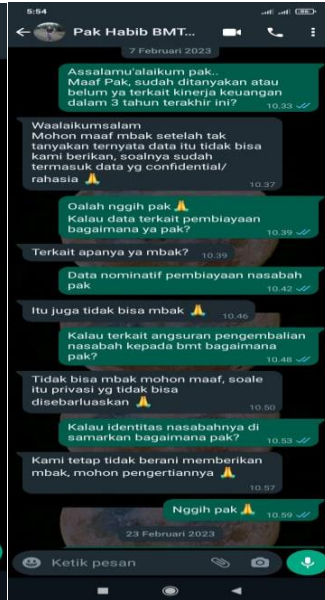 5:54
Pak Habib BMT...
7 Februari 2023
Assalamu'alaikum pak..
Maaf Pak, sudah ditanyakan atau
belum ya terkait kinerja keuangan
dalam 3 tahun terakhir ini?
10.33
Waalaikumsalam
Mohon maaf mbak setelah tak
tanyakan ternyata data itu tidak bisa
kami berikan, soalnya sudah
termasuk data yg confidential/
rahasia 🙏
10.37
Oalah nggih pak 🙏
Kalau data terkait pembiayaan
bagaimana ya pak?
10.39
Terkait apanya ya mbak?
10.39
Data nominatif pembiayaan nasabah
pak
10.42
Itu juga tidak bisa mbak 🙏
10.46
Kalau terkait angsuran pengembalian
nasabah kepada bmt bagaimana
pak?
10.48
Tidak bisa mbak mohon maaf, soale
itu privasi yg tidak bisa
disebarluaskan 🙏
10.50
Kalau identitas nasabahnya di
samarkan bagaimana pak?
10.53
Kami tetap tidak berani memberikan
mbak, mohon pengertiannya 🙏
10.57
Nggih pak 🙏
10.59
23 Februari 2023
Ketik pesan